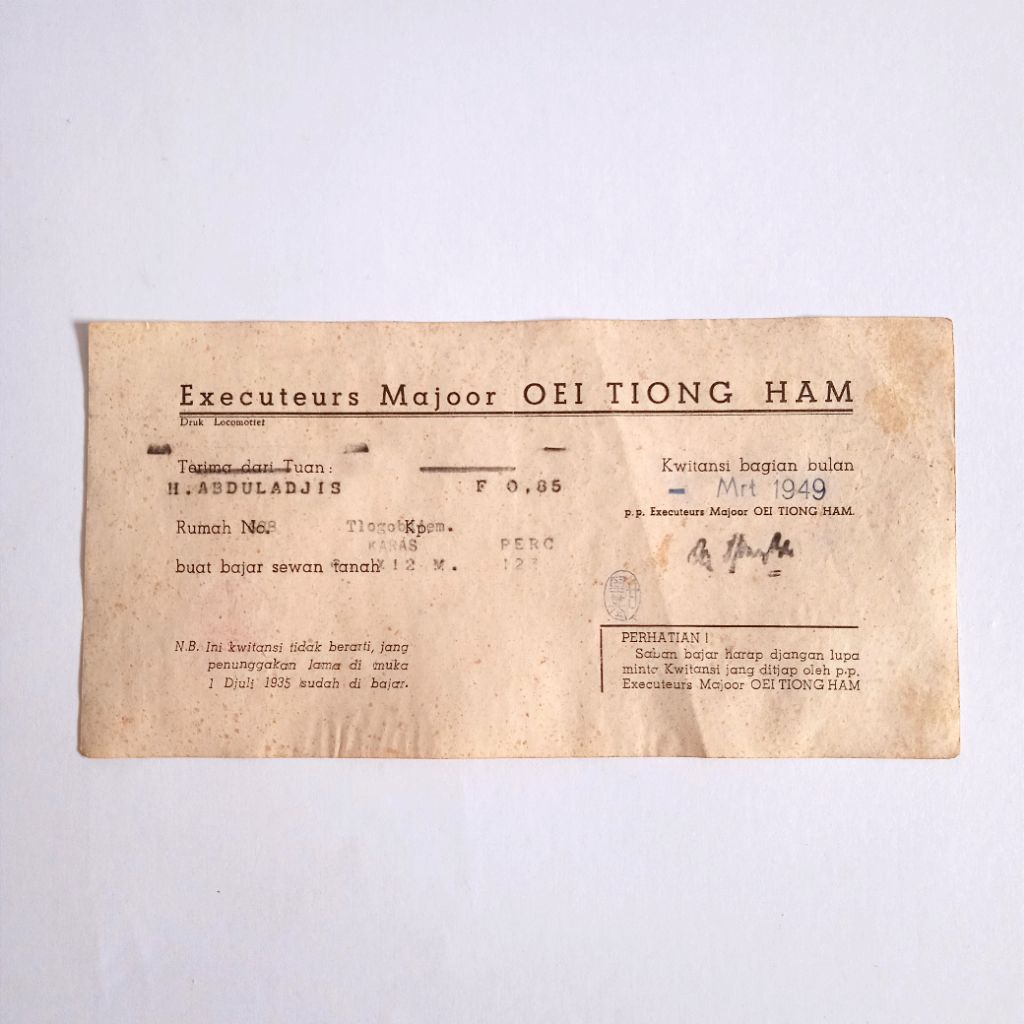 Executeurs Majoor OEI TIONG HAM
Druk Locomotief
Terima dari Tuan:
H. ABDULADJIS F 0,85
Rumah No. Kp.
KARAS PERC
buat bajar sewan tanah 12 M. 123
N.B. Ini kwitansi tidak berarti, jang
penunggakan lama di muka
1 Djuli 1935 sudah di bajar.
Kwitansi bagian bulan
- Mrt 1949
p.p. Executeurs Majoor OEI TIONG HAM.
PERHATIAN!
Saban bajar harap djangan lupa
minta Kwitansi jang ditjap oleh p.p.
Executeurs Majoor OEI TIONG HAM